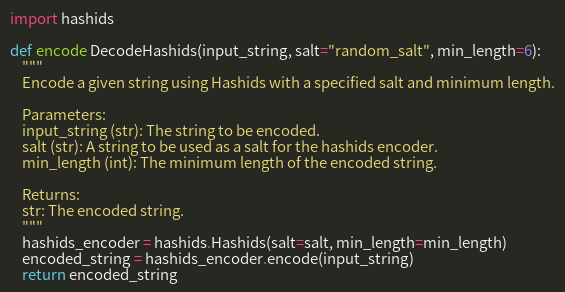 import hashids

def encode DecodeHashids(input_string, salt="random_salt", min_length=6):
    """
    Encode a given string using Hashids with a specified salt and minimum length.

    Parameters:
    input_string (str): The string to be encoded.
    salt (str): A string to be used as a salt for the hashids encoder.
    min_length (int): The minimum length of the encoded string.

    Returns:
    str: The encoded string.
    """
    hashids_encoder = hashids.Hashids(salt=salt, min_length=min_length)
    encoded_string = hashids_encoder.encode(input_string)
    return encoded_string